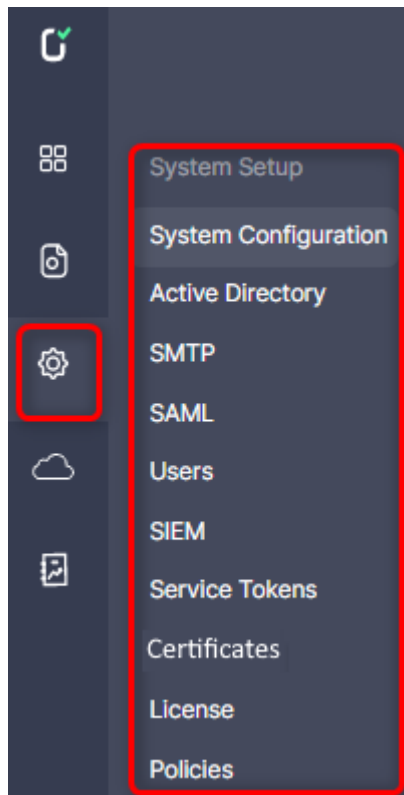 System Setup
System Configuration
Active Directory
SMTP
SAML
Users
SIEM
Service Tokens
Certificates
License
Policies